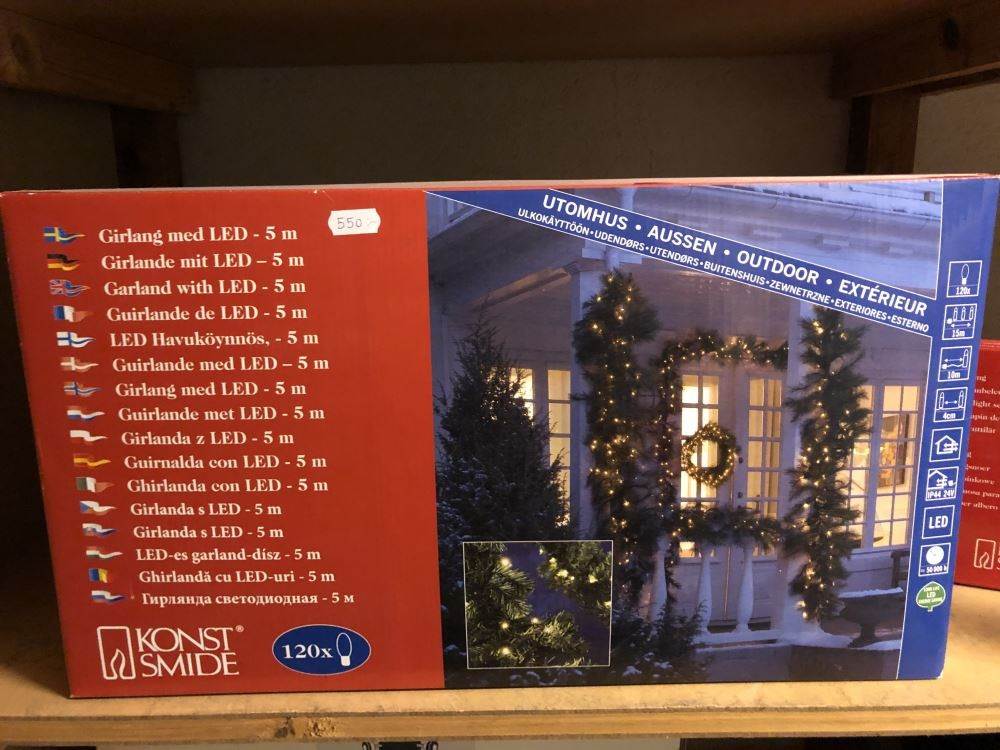 550:-
Girlang med LED - 5 m
Girlande mit LED – 5 m
Garland with LED - 5 m
Guirlande de LED - 5 m
LED Havuköynnös, - 5 m
Guirlande med LED – 5 m
Girlang med LED - 5 m
Guirlande met LED - 5 m
Girlanda z LED - 5 m
Guirnalda con LED - 5 m
Ghirlanda con LED - 5 m
Girlanda s LED - 5 m
Girlanda s LED - 5 m
LED-es garland-dísz - 5 m
Ghirlandă cu LED-uri - 5 m
Гирлянда светодиодная - 5 м
KONST®
SMIDE
120x
UTOMHUS • AUSSEN • OUTDOOR • EXTÉRIEUR
ULKOKÄYTTÖÖN•UDENDØRS•UTENDØRS•BUITENSHUIS•ZEWNETRZNE•EXTERIORES•ESTERNO
120x
15m
10m
4cm
IP44 24V
LED
50 000 h
LED